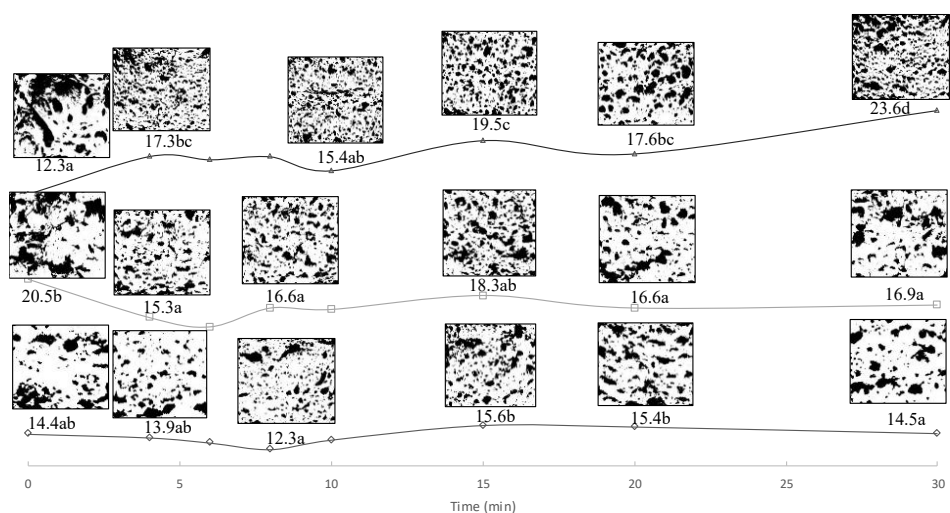 23.6d
19.5c
17.3bc
17.6bc
15.4ab
12.3a
18.3ab
20.5b
15.3a
16.6a
16.6a
16.9a
14.4ab
13.9ab
12.3a
15.6b
15.4b
14.5a
0 5 10 15 20 25 30
Time (min)